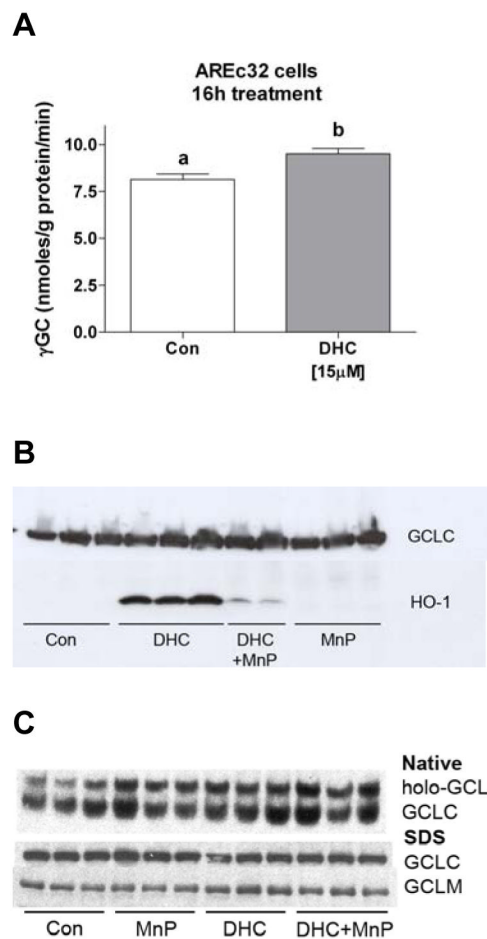 A
AREc32 cells
16h treatment
γGC (nmoles/g protein/min)
10.0
7.5
5.0
2.5
0.0
a
b
Con
DHC
[15μM]
B
GCLC
HO-1
Con
DHC
DHC
+MnP
MnP
C
Native
holo-GCL
GCLC
SDS
GCLC
GCLM
Con
MnP
DHC
DHC+MnP